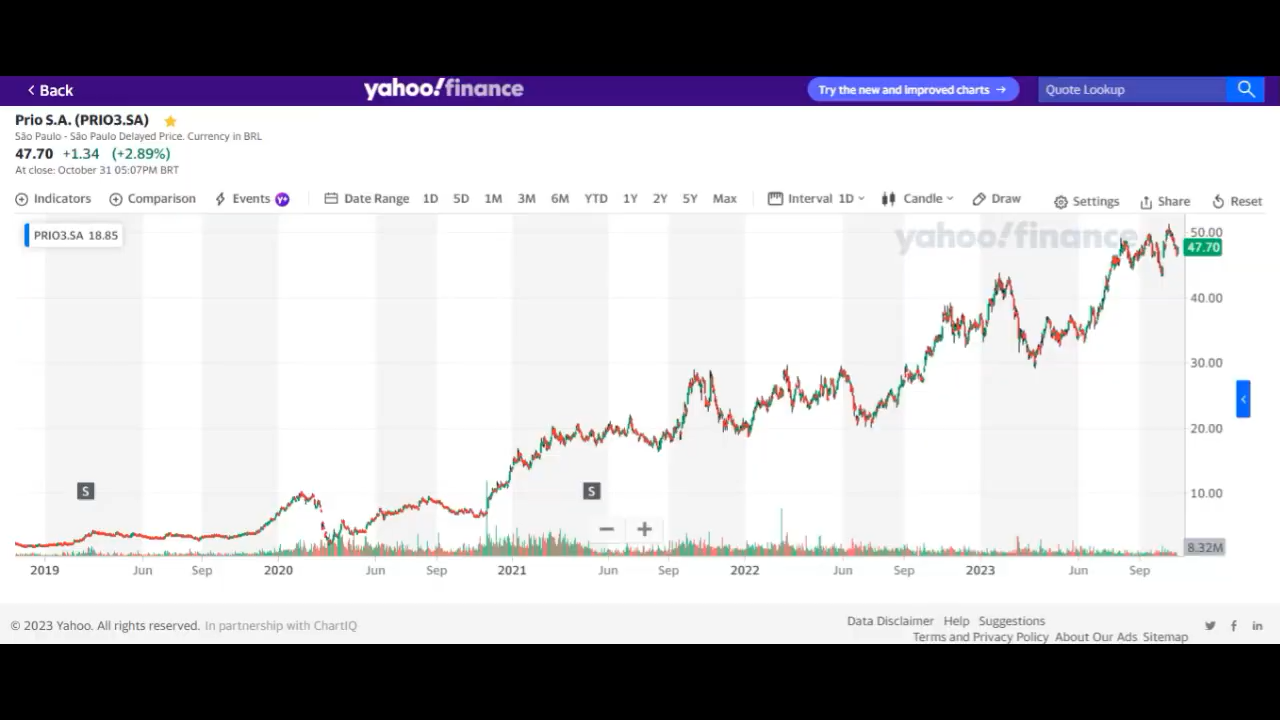 Back
yahoo!finance
Try the new and improved charts →
Quote Lookup
Prio S.A. (PRIO3.SA)
São Paulo - São Paulo Delayed Price. Currency in BRL
47.70 +1.34 (+2.89%)
At close: October 31 05:07PM BRT
Indicators Comparison Events Y+ Date Range 1D 5D 1M 3M 6M YTD 1Y 2Y 5Y Max Interval 1D Candle Draw Settings Share Reset
PRIO3.SA 18.85
yahoo!finance
50.00
47.70
40.00
30.00
20.00
S S
10.00
8.32M
2019 Jun Sep 2020 Jun Sep 2021 Jun Sep 2022 Jun Sep 2023 Jun Sep
© 2023 Yahoo. All rights reserved. In partnership with ChartIQ
Data Disclaimer Help Suggestions
Terms and Privacy Policy About Our Ads Sitemap